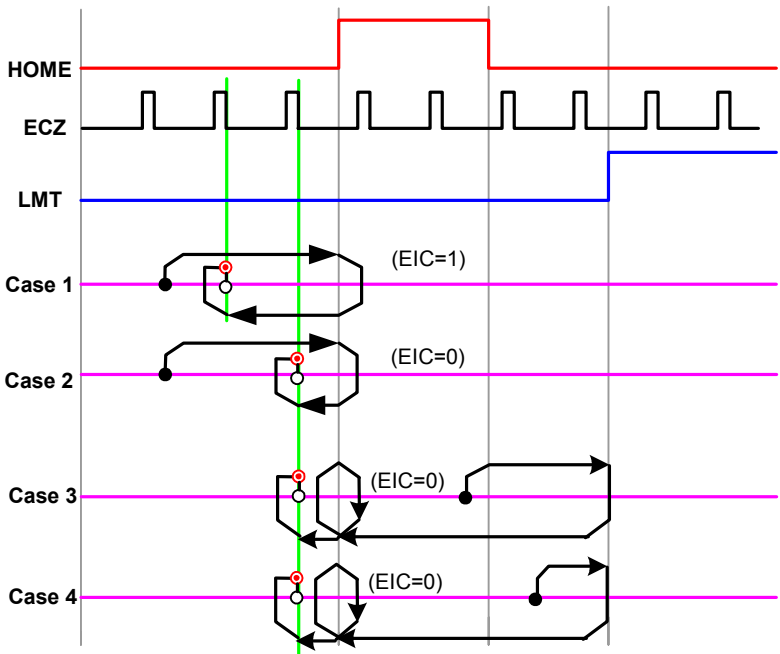 HOME
ECZ
LMT
(EIC=1)
Case 1
(EIC=0)
Case 2
(EIC=0)
Case 3
(EIC=0)
Case 4